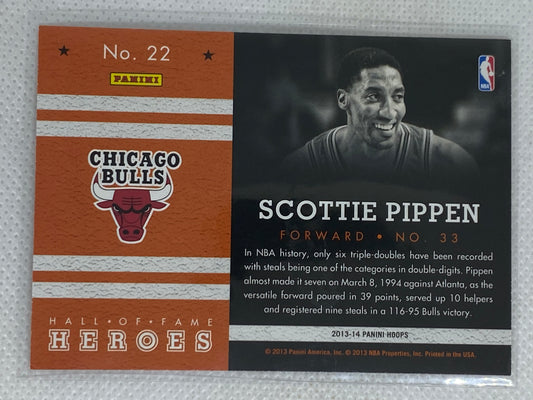 No. 22
PANINI
CHICAGO
BULLS
HALL • OF • FAME
HEROES
NBA
SCOTTIE PIPPEN
FORWARD • NO. 33
In NBA history, only six triple-doubles have been recorded
with steals being one of the categories in double-digits. Pippen
almost made it seven on March 8, 1994 against Atlanta, as the
versatile forward poured in 39 points, served up 10 helpers
and registered nine steals in a 116-95 Bulls victory.
2013-14 PANINI HOOPS
© 2013 Panini America, Inc. © 2013 NBA Properties, Inc. Printed in the USA.